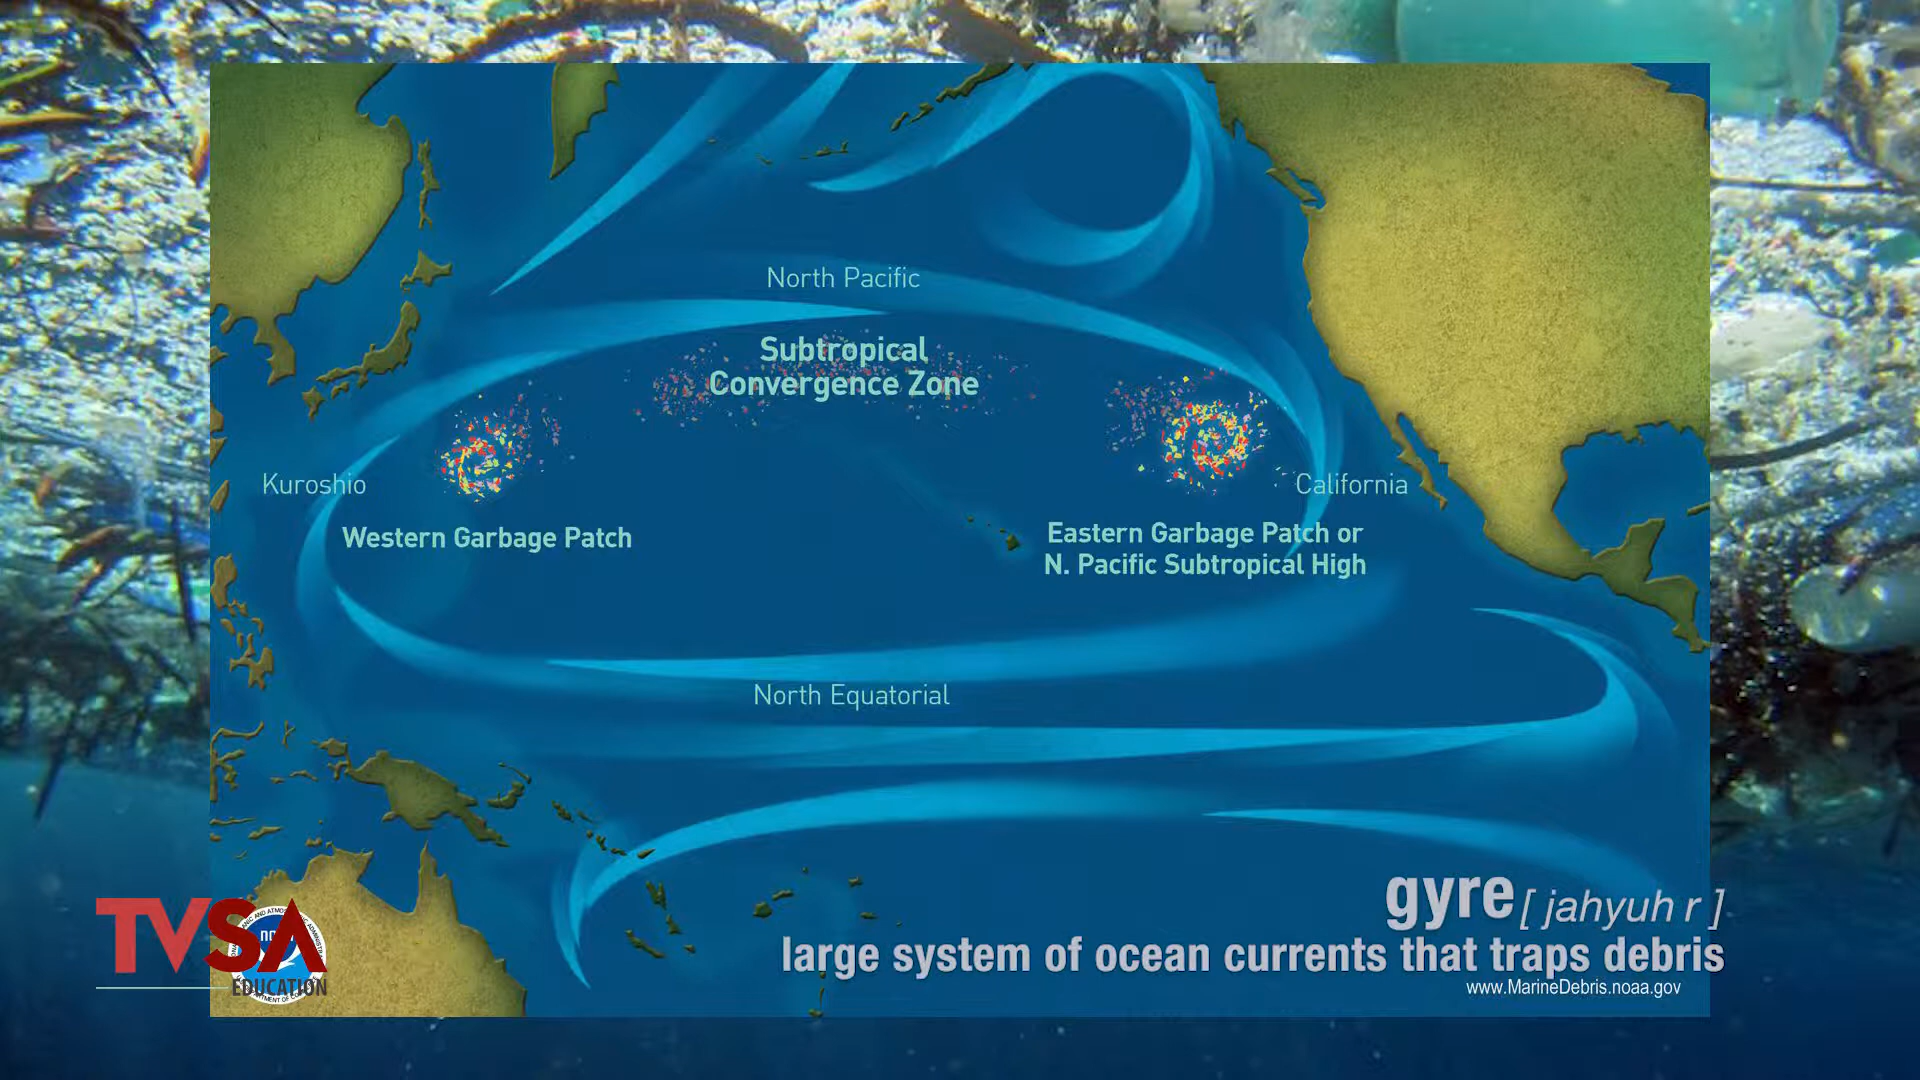 North Pacific
Subtropical
Convergence Zone
Kuroshio
California
Western Garbage Patch
Eastern Garbage Patch or
N. Pacific Subtropical High
North Equatorial
gyre [ jahyuh r ]
large system of ocean currents that traps debris
www.MarineDebris.noaa.gov
TVSA
EDUCATION